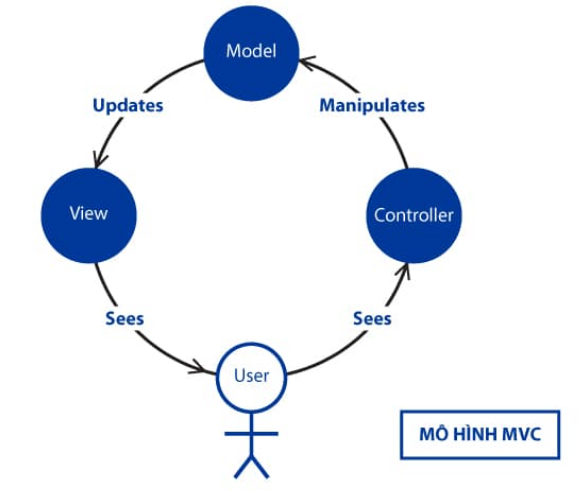 Model
Updates
Manipulates
View
Controller
Sees
Sees
User
MÔ HÌNH MVC